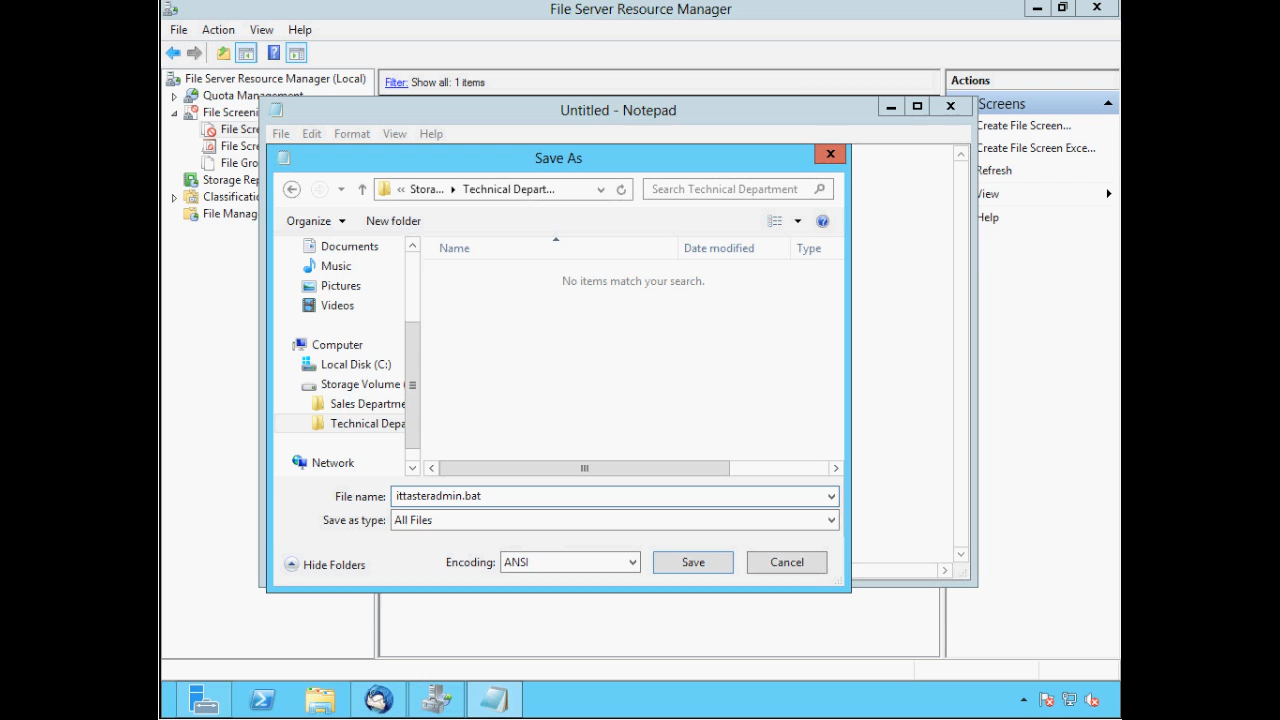 File Server Resource Manager
File Action View Help
File Server Resource Manager (Local)
Quota Management
File Screeni
File Scre
File Scre
File Gro
Storage Rep
Classificatio
File Manag
Filter: Show all: 1 items
Actions
Screens
Create File Screen...
Create File Screen Exce...
Refresh
View
Help
Untitled - Notepad
File Edit Format View Help
Save As
« Stora... Technical Depart...
Search Technical Department
Organize New folder
Documents
Music
Pictures
Videos
Computer
Local Disk (C:)
Storage Volume (
Sales Departme
Technical Depa
Network
Name Date modified Type
No items match your search.
File name: ittasteradmin.bat
Save as type: All Files
Hide Folders Encoding: ANSI Save Cancel